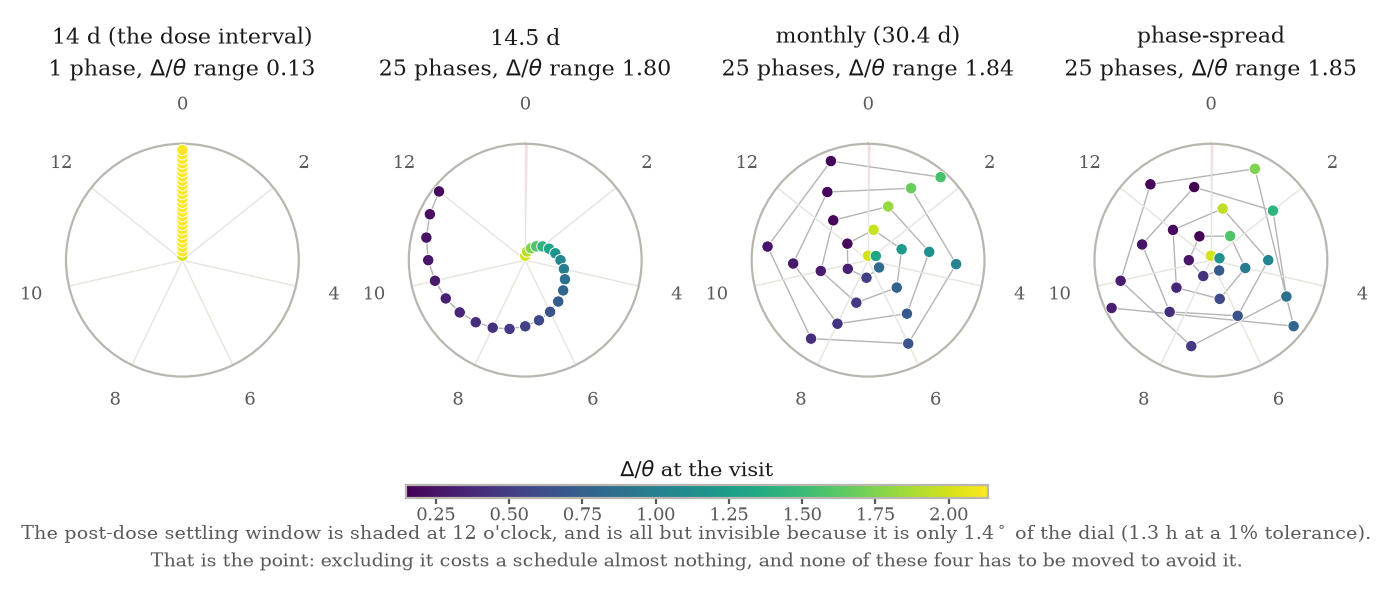 14 d (the dose interval)
1 phase, Δ/θ range 0.13
14.5 d
25 phases, Δ/θ range 1.80
monthly (30.4 d)
25 phases, Δ/θ range 1.84
phase-spread
25 phases, Δ/θ range 1.85
0
12 2
10 4
8 6
0
12 2
10 4
8 6
0
12 2
10 4
8 6
0
12 2
10 4
8 6
Δ/θ at the visit
0.25 0.50 0.75 1.00 1.25 1.50 1.75 2.00
The post-dose settling window is shaded at 12 o'clock, and is all but invisible because it is only 1.4° of the dial (1.3 h at a 1% tolerance).
That is the point: excluding it costs a schedule almost nothing, and none of these four has to be moved to avoid it.